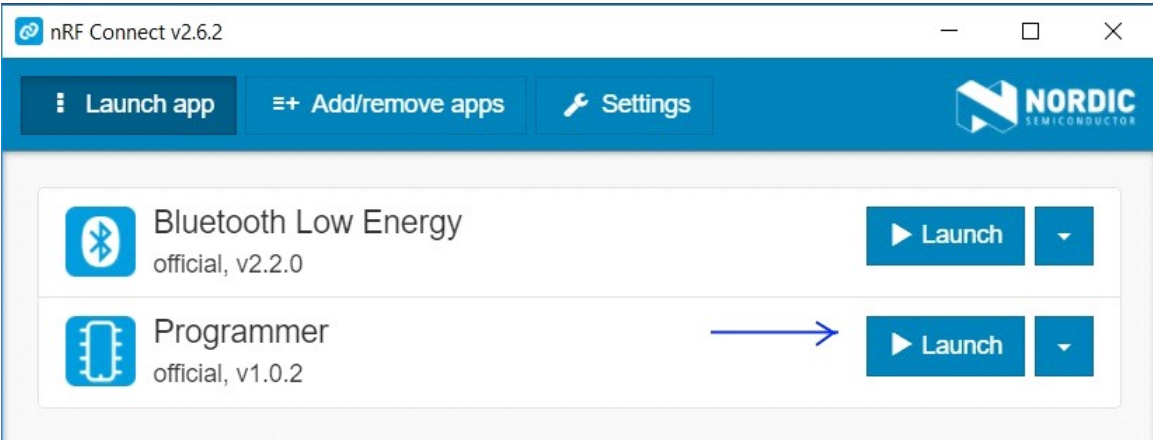 nRF Connect v2.6.2
Launch app Add/remove apps Settings
NORDIC
SEMICONDUCTOR
Bluetooth Low Energy
official, v2.2.0
Launch
Programmer
official, v1.0.2
Launch